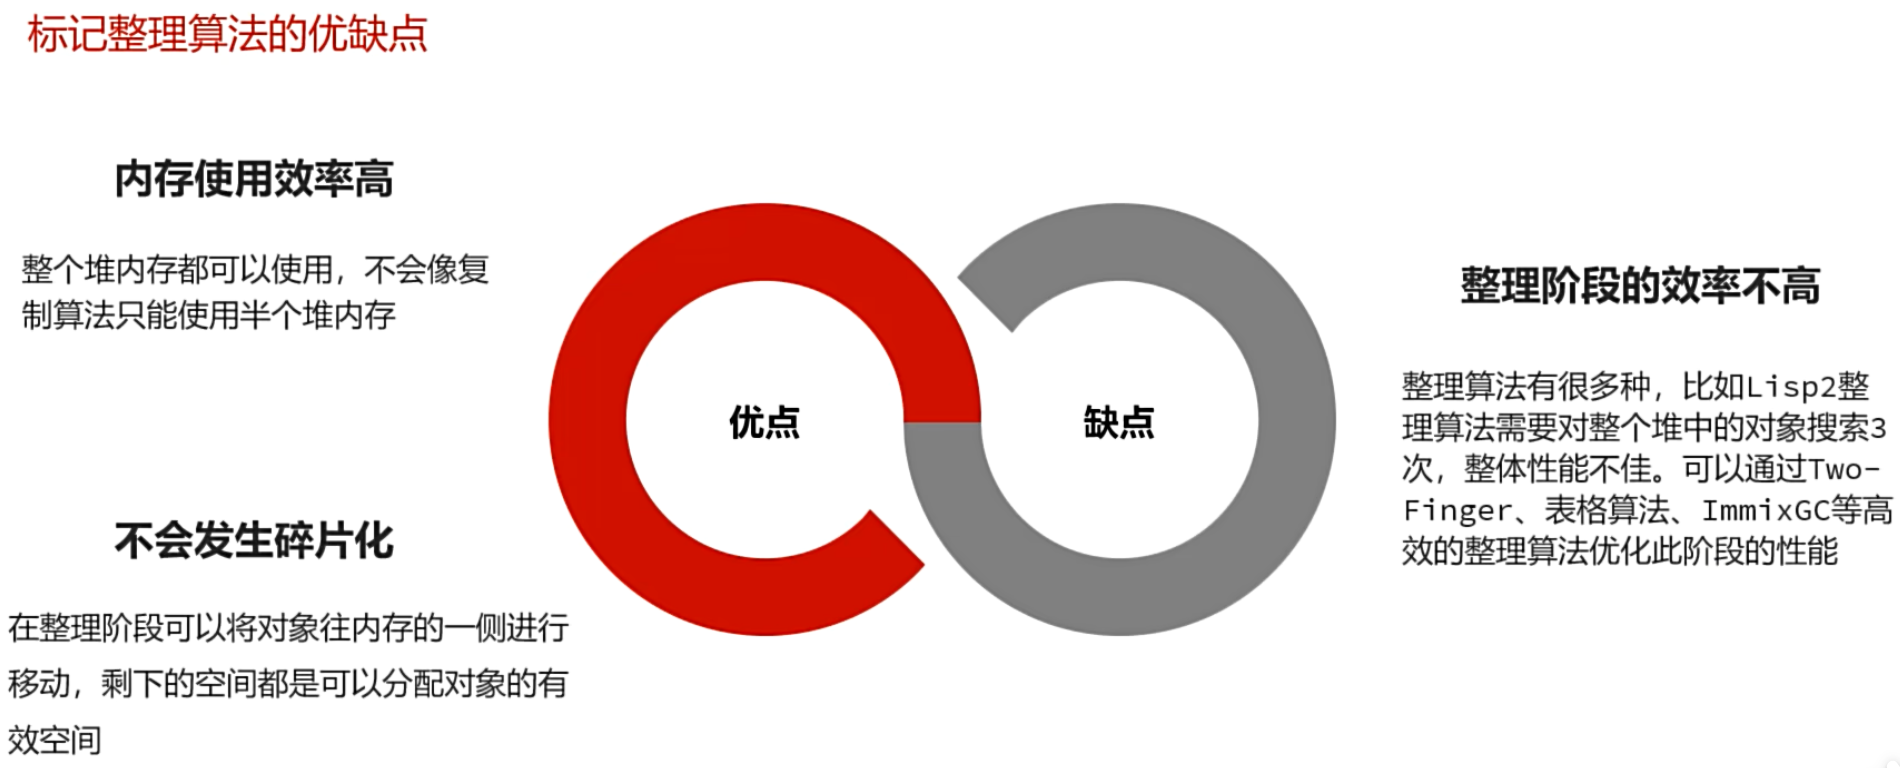 标记整理算法的优缺点
内存使用效率高
整个堆内存都可以使用，不会像复
制算法只能使用半个堆内存
不会发生碎片化
在整理阶段可以将对象往内存的一侧进行
移动，剩下的空间都是可以分配对象的有
效空间
优点
缺点
整理阶段的效率不高
整理算法有很多种，比如Lisp2整
理算法需要对整个堆中的对象搜索3
次，整体性能不佳。可以通过Two-
Finger、表格算法、ImmixGC等高
效的整理算法优化此阶段的性能